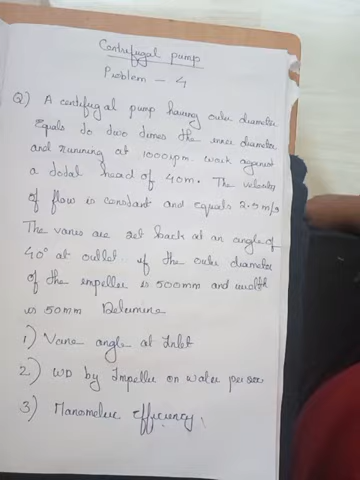 Centrifugal pump
Problem - 4
Q) A centifugal pump having outer diameter
equals to two times the inner diameter
and running at 1000rpm. work against
a total head of 40m. The velocity
of flow is constant and equals 2.5 m/s
The vanes are set back at an angle of
40° at outlet. if the outer diameter
of the impeller is 500mm and width
is 50mm Determine
1) Vane angle at Inlet
2) WD by Impeller on water per sec
3) Manometric efficiency.